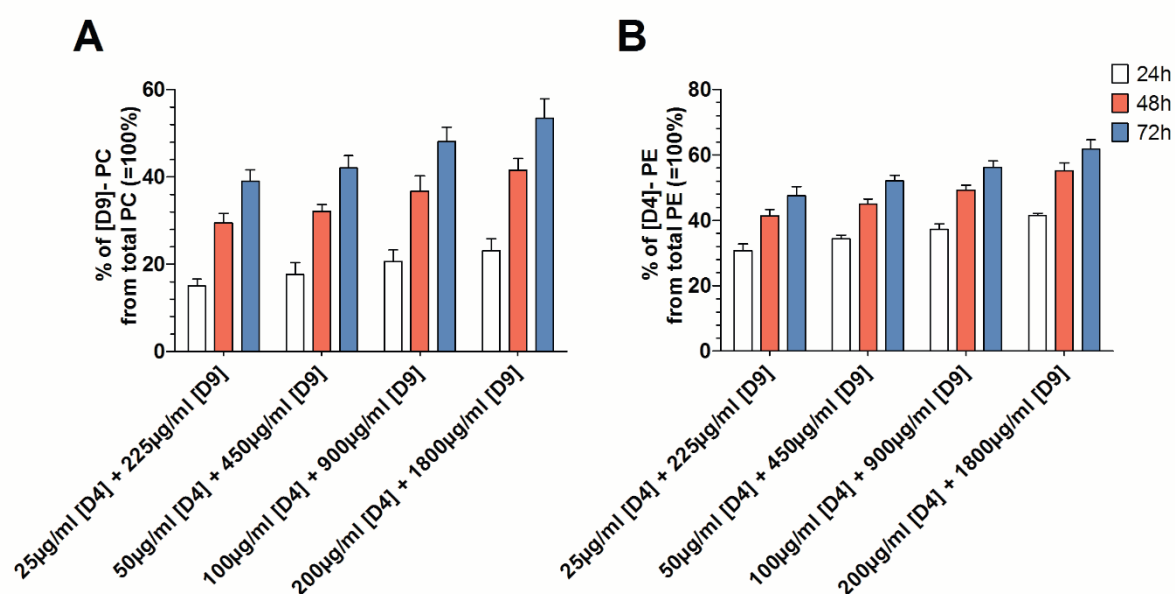 A
% of [D9]- PC
from total PC (=100%)
60
40
20
0
25µg/ml [D4] + 225µg/ml [D9]
50µg/ml [D4] + 450µg/ml [D9]
100µg/ml [D4] + 900µg/ml [D9]
200µg/ml [D4] + 1800µg/ml [D9]
B
% of [D4]- PE
from total PE (=100%)
80
60
40
20
0
25µg/ml [D4] + 225µg/ml [D9]
50µg/ml [D4] + 450µg/ml [D9]
100µg/ml [D4] + 900µg/ml [D9]
200µg/ml [D4] + 1800µg/ml [D9]
24h
48h
72h